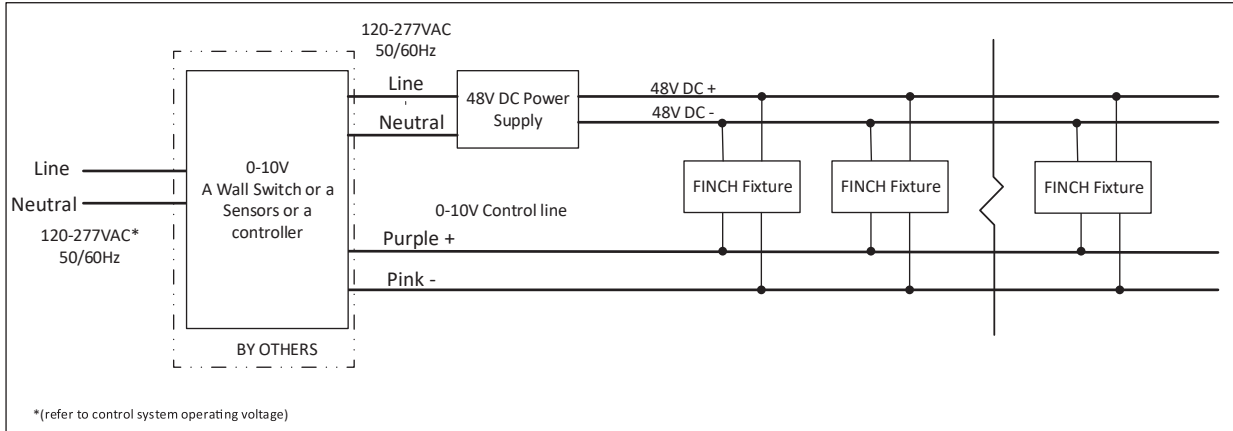 120-277VAC
50/60Hz
Line
Neutral
48V DC Power
Supply
48V DC +
48V DC -
Line
Neutral
120-277VAC*
50/60Hz
0-10V
A Wall Switch or a
Sensors or a
controller
FINCH Fixture
FINCH Fixture
FINCH Fixture
0-10V Control line
Purple +
Pink -
BY OTHERS
*(refer to control system operating voltage)